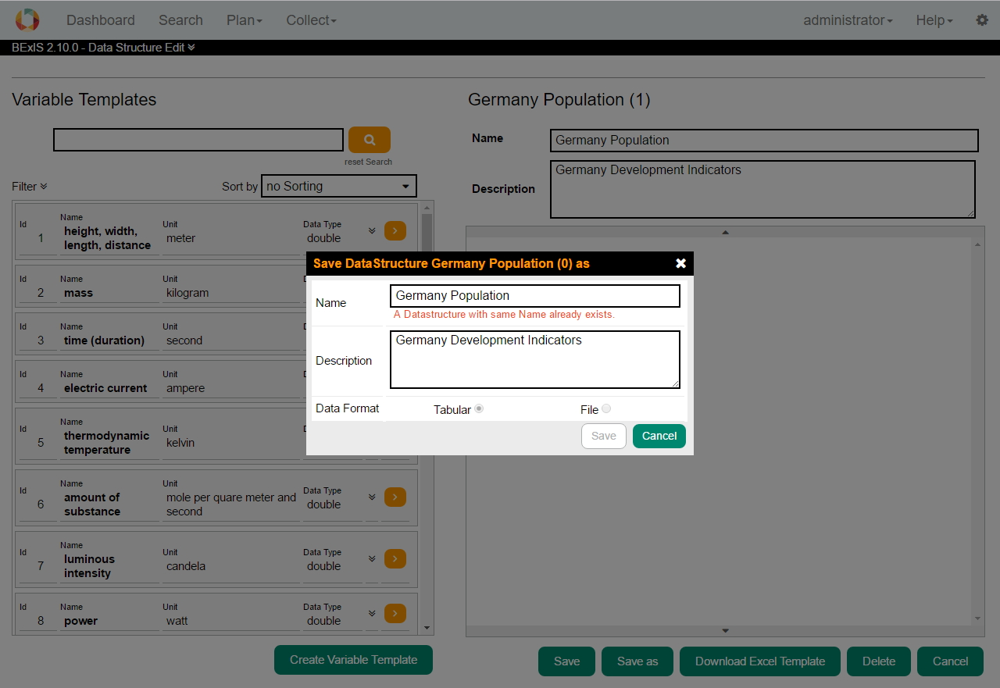 Dashboard Search Plan Collect administrator Help
BExIS 2.10.0 - Data Structure Edit
Variable Templates
reset Search
Filter
Sort by no Sorting
Id Name Unit Data Type
1 height, width, meter double
length, distance
Id Name Unit D
2 mass kilogram
Id Name Unit D
3 time (duration) second
Id Name Unit D
4 electric current ampere
Id Name Unit D
5 thermodynamic kelvin
temperature
Id Name Unit Data Type
6 amount of mole per quare meter and double
substance second
Id Name Unit Data Type
7 luminous candela double
intensity
Id Name Unit Data Type
8 power watt double
Create Variable Template
Germany Population (1)
Name Germany Population
Description Germany Development Indicators
Save DataStructure Germany Population (0) as
Name Germany Population
A Datastructure with same Name already exists.
Description Germany Development Indicators
Data Format Tabular File
Save Cancel
Save Save as Download Excel Template Delete Cancel